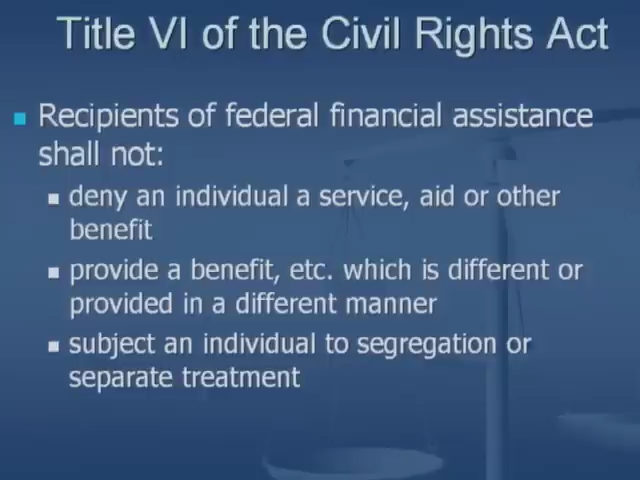 Title VI of the Civil Rights Act
Recipients of federal financial assistance
shall not:
deny an individual a service, aid or other
benefit
provide a benefit, etc. which is different or
provided in a different manner
subject an individual to segregation or
separate treatment